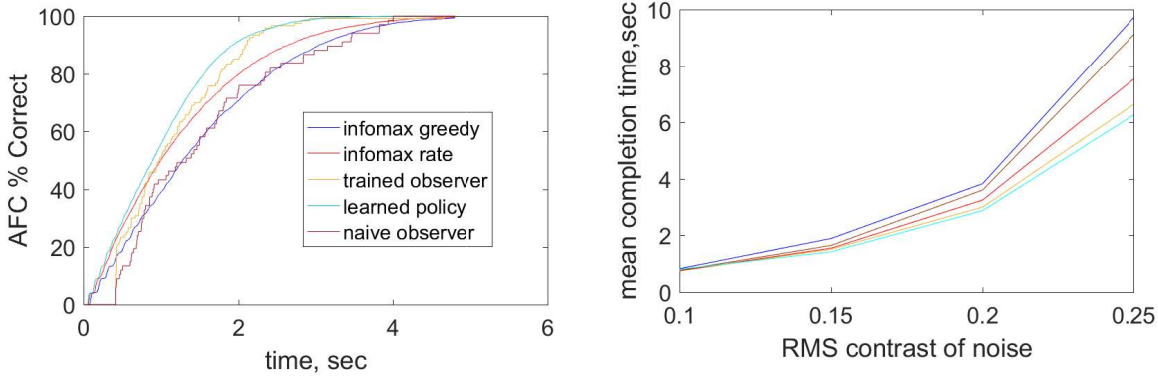 AFC % Correct
100
80
60
40
20
0
infomax greedy
infomax rate
trained observer
learned policy
naive observer
0
2
4
6
time, sec
mean completion time,sec
10
8
6
4
2
0
0.1
0.15
0.2
0.25
RMS contrast of noise